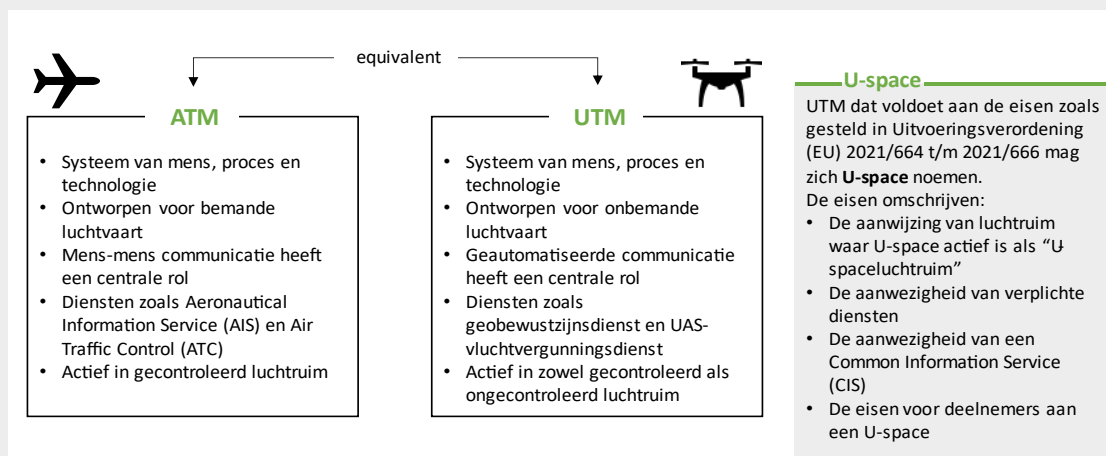 equivalent
ATM
• Systeem van mens, proces en
technologie
• Ontworpen voor bemande
luchtvaart
• Mens-mens communicatie heeft
een centrale rol
• Diensten zoals Aeronautical
Information Service (AIS) en Air
Traffic Control (ATC)
• Actief in gecontroleerd luchtruim
UTM
• Systeem van mens, proces en
technologie
• Ontworpen voor onbemande
luchtvaart
• Geautomatiseerde communicatie
heeft een centrale rol
• Diensten zoals
geobewustzijnsdienst en UAS-
vluchtvergunningsdienst
• Actief in zowel gecontroleerd als
ongecontroleerd luchtruim
U-space
UTM dat voldoet aan de eisen zoals
gesteld in Uitvoeringsverordening
(EU) 2021/664 t/m 2021/666 mag
zich U-space noemen.
De eisen omschrijven:
• De aanwijzing van luchtruim
waar U-space actief is als “U-
spaceluchtruim”
• De aanwezigheid van verplichte
diensten
• De aanwezigheid van een
Common Information Service
(CIS)
• De eisen voor deelnemers aan
een U-space